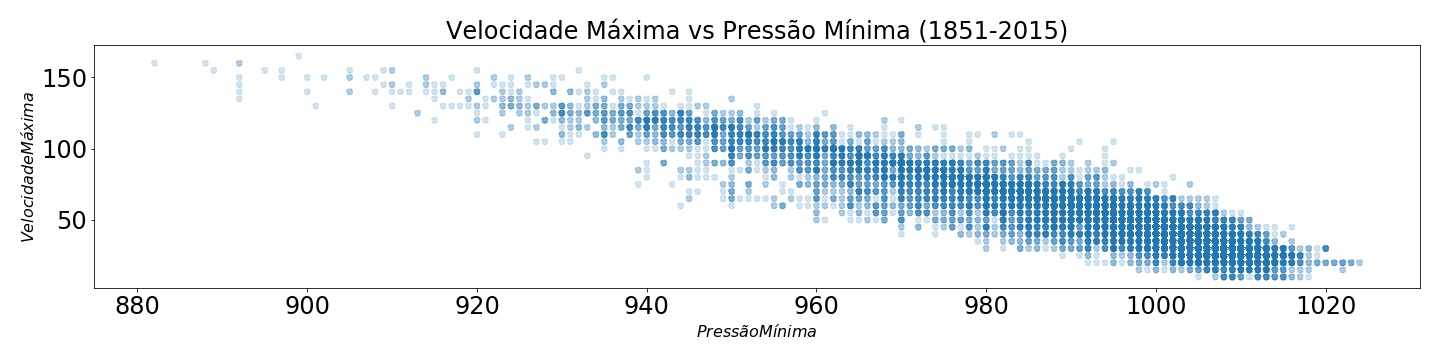 Velocidade Máxima vs Pressão Mínima (1851-2015)
150
100
50
VelocidadeMáxima
880 900 920 940 960 980 1000 1020
PressãoMínima